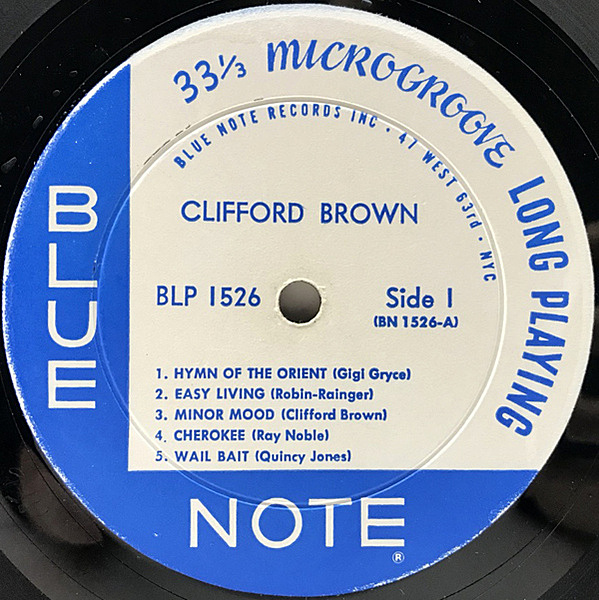 33⅓ MICROGROOVE LONG PLAYING
BLUE NOTE RECORDS INC • 47 WEST 63rd • NYC
CLIFFORD BROWN
BLP 1526
Side 1
(BN 1526-A)
1. HYMN OF THE ORIENT (Gigi Gryce)
2. EASY LIVING (Robin-Rainger)
3. MINOR MOOD (Clifford Brown)
4. CHEROKEE (Ray Noble)
5. WAIL BAIT (Quincy Jones)
BLUE
NOTE
®